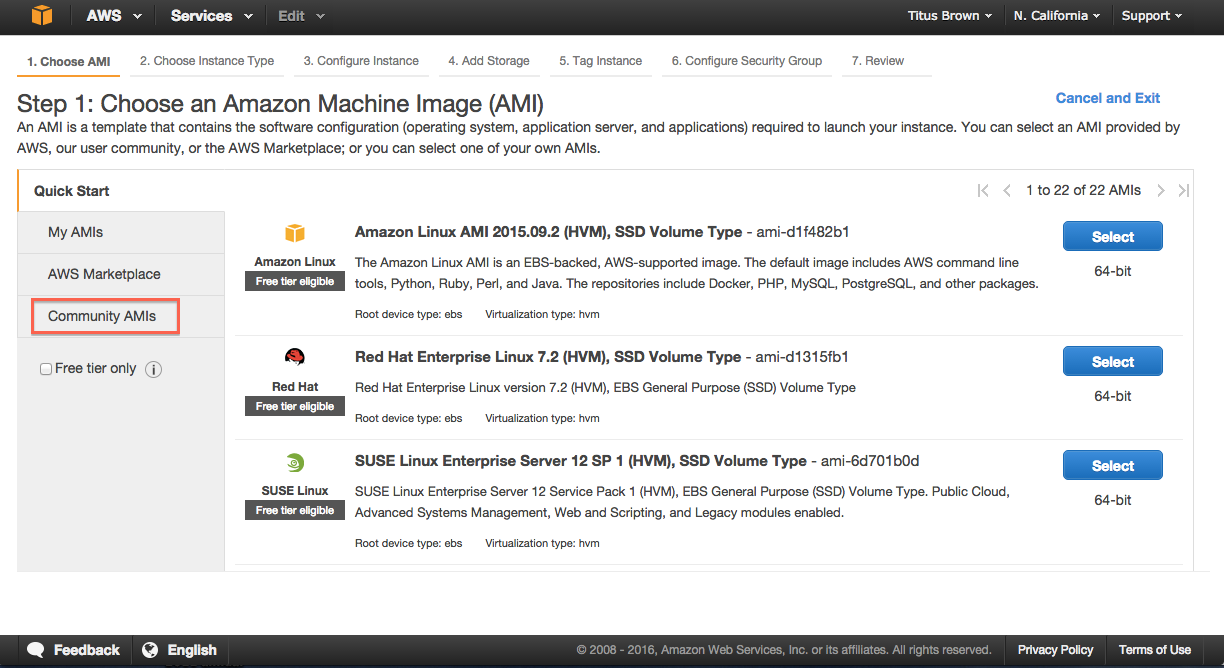 AWS Services Edit Titus Brown N. California Support
1. Choose AMI 2. Choose Instance Type 3. Configure Instance 4. Add Storage 5. Tag Instance 6. Configure Security Group 7. Review
Step 1: Choose an Amazon Machine Image (AMI)
Cancel and Exit
An AMI is a template that contains the software configuration (operating system, application server, and applications) required to launch your instance. You can select an AMI provided by
AWS, our user community, or the AWS Marketplace; or you can select one of your own AMIs.
Quick Start
My AMIs
AWS Marketplace
Community AMIs
Free tier only i
1 to 22 of 22 AMIs
Amazon Linux
Free tier eligible
Amazon Linux AMI 2015.09.2 (HVM), SSD Volume Type - ami-d1f482b1
The Amazon Linux AMI is an EBS-backed, AWS-supported image. The default image includes AWS command line
tools, Python, Ruby, Perl, and Java. The repositories include Docker, PHP, MySQL, PostgreSQL, and other packages.
Root device type: ebs Virtualization type: hvm
Select
64-bit
Red Hat
Free tier eligible
Red Hat Enterprise Linux 7.2 (HVM), SSD Volume Type - ami-d1315fb1
Red Hat Enterprise Linux version 7.2 (HVM), EBS General Purpose (SSD) Volume Type
Root device type: ebs Virtualization type: hvm
Select
64-bit
SUSE Linux
Free tier eligible
SUSE Linux Enterprise Server 12 SP 1 (HVM), SSD Volume Type - ami-6d701b0d
SUSE Linux Enterprise Server 12 Service Pack 1 (HVM), EBS General Purpose (SSD) Volume Type. Public Cloud,
Advanced Systems Management, Web and Scripting, and Legacy modules enabled.
Root device type: ebs Virtualization type: hvm
Select
64-bit
Feedback English © 2008 - 2016, Amazon Web Services, Inc. or its affiliates. All rights reserved. Privacy Policy Terms of Use